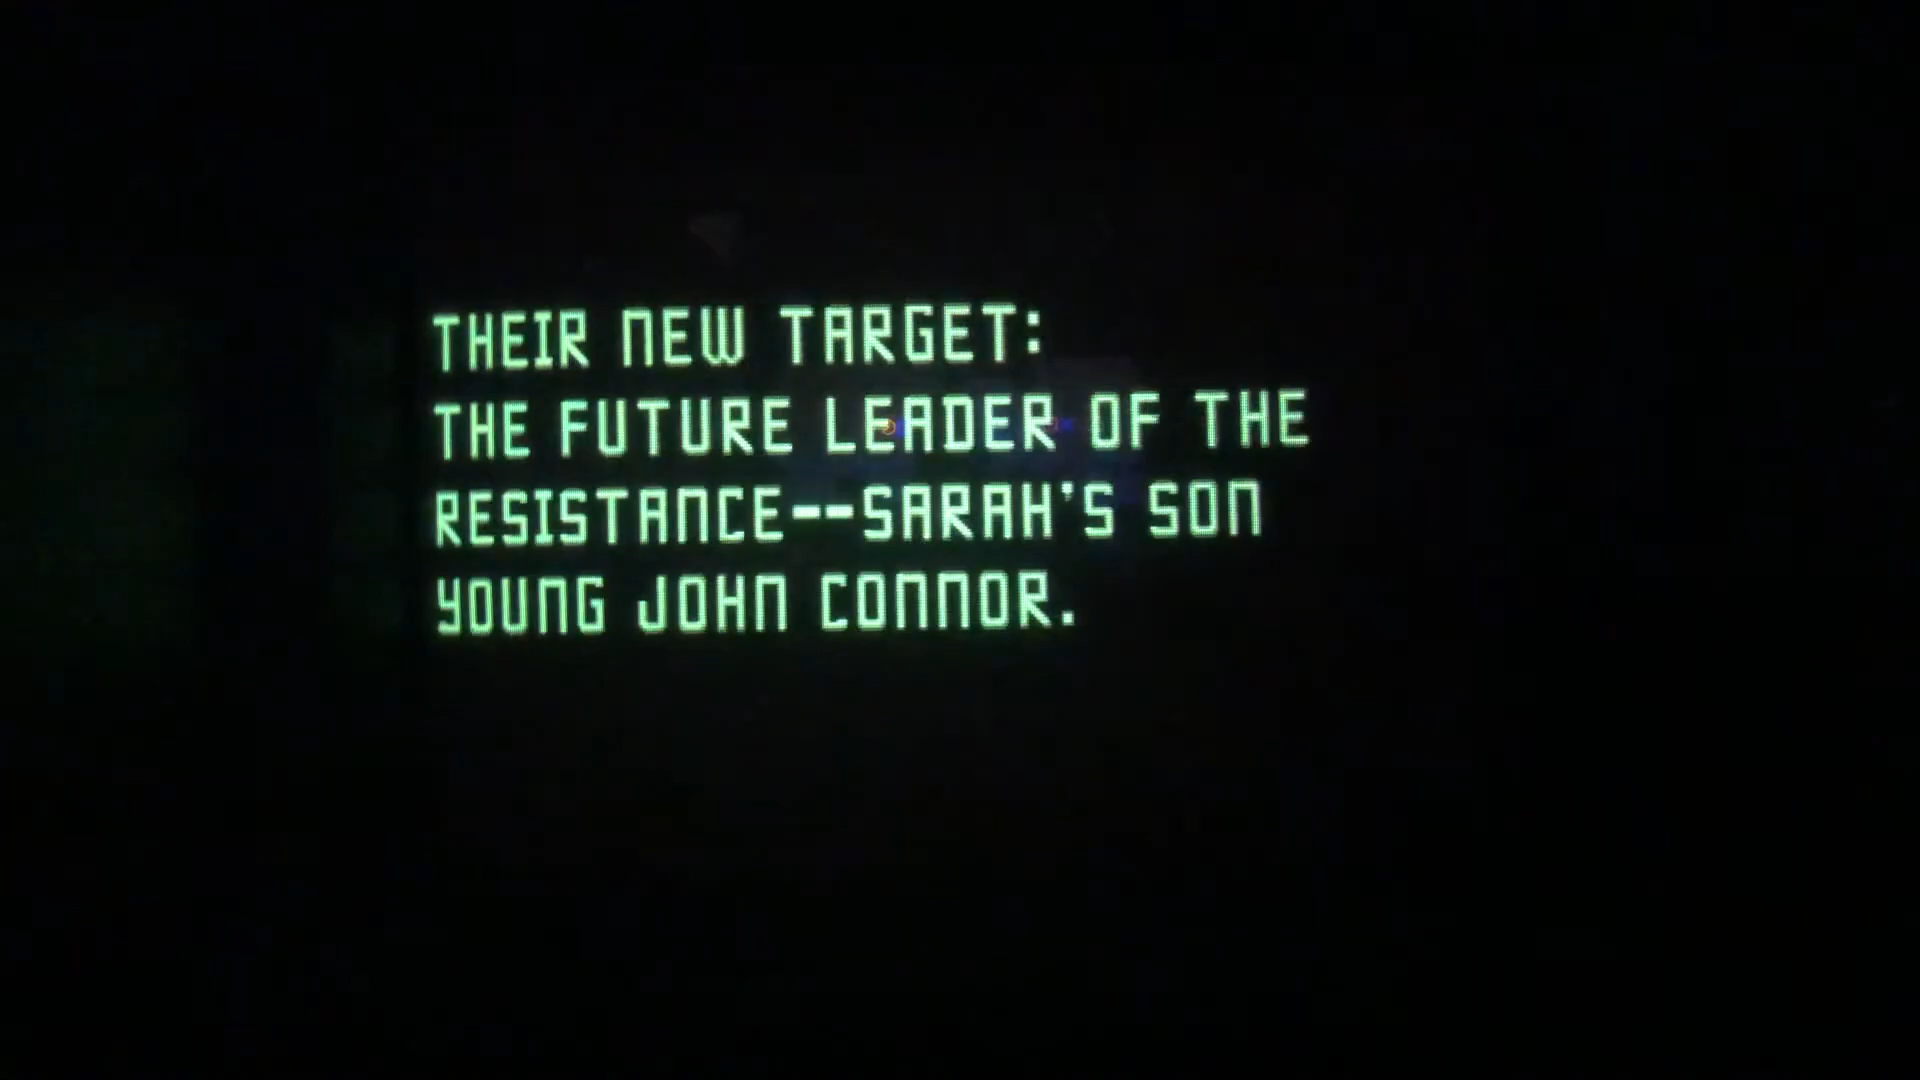 THEIR NEW TARGET:
THE FUTURE LEADER OF THE
RESISTANCE--SARAH'S SON
YOUNG JOHN CONNOR.